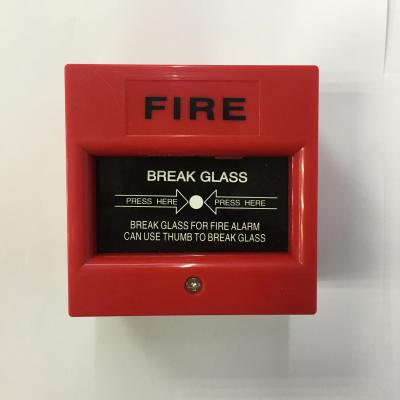 FIRE
BREAK GLASS
PRESS HERE PRESS HERE
BREAK GLASS FOR FIRE ALARM
CAN USE THUMB TO BREAK GLASS